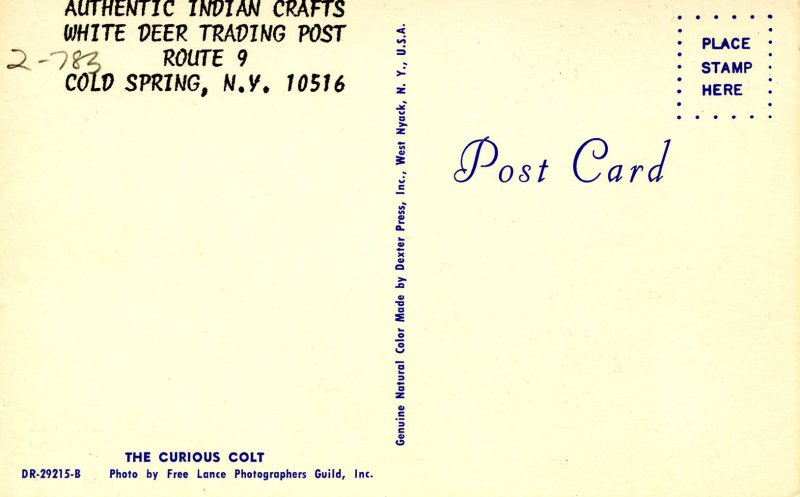 AUTHENTIC INDIAN CRAFTS
WHITE DEER TRADING POST
ROUTE 9
COLD SPRING, N.Y. 10516
2-783
Genuine Natural Color Made by Dexter Press, Inc., West Nyack, N. Y., U.S.A.
PLACE
STAMP
HERE
Post Card
THE CURIOUS COLT
DR-29215-B Photo by Free Lance Photographers Guild, Inc.